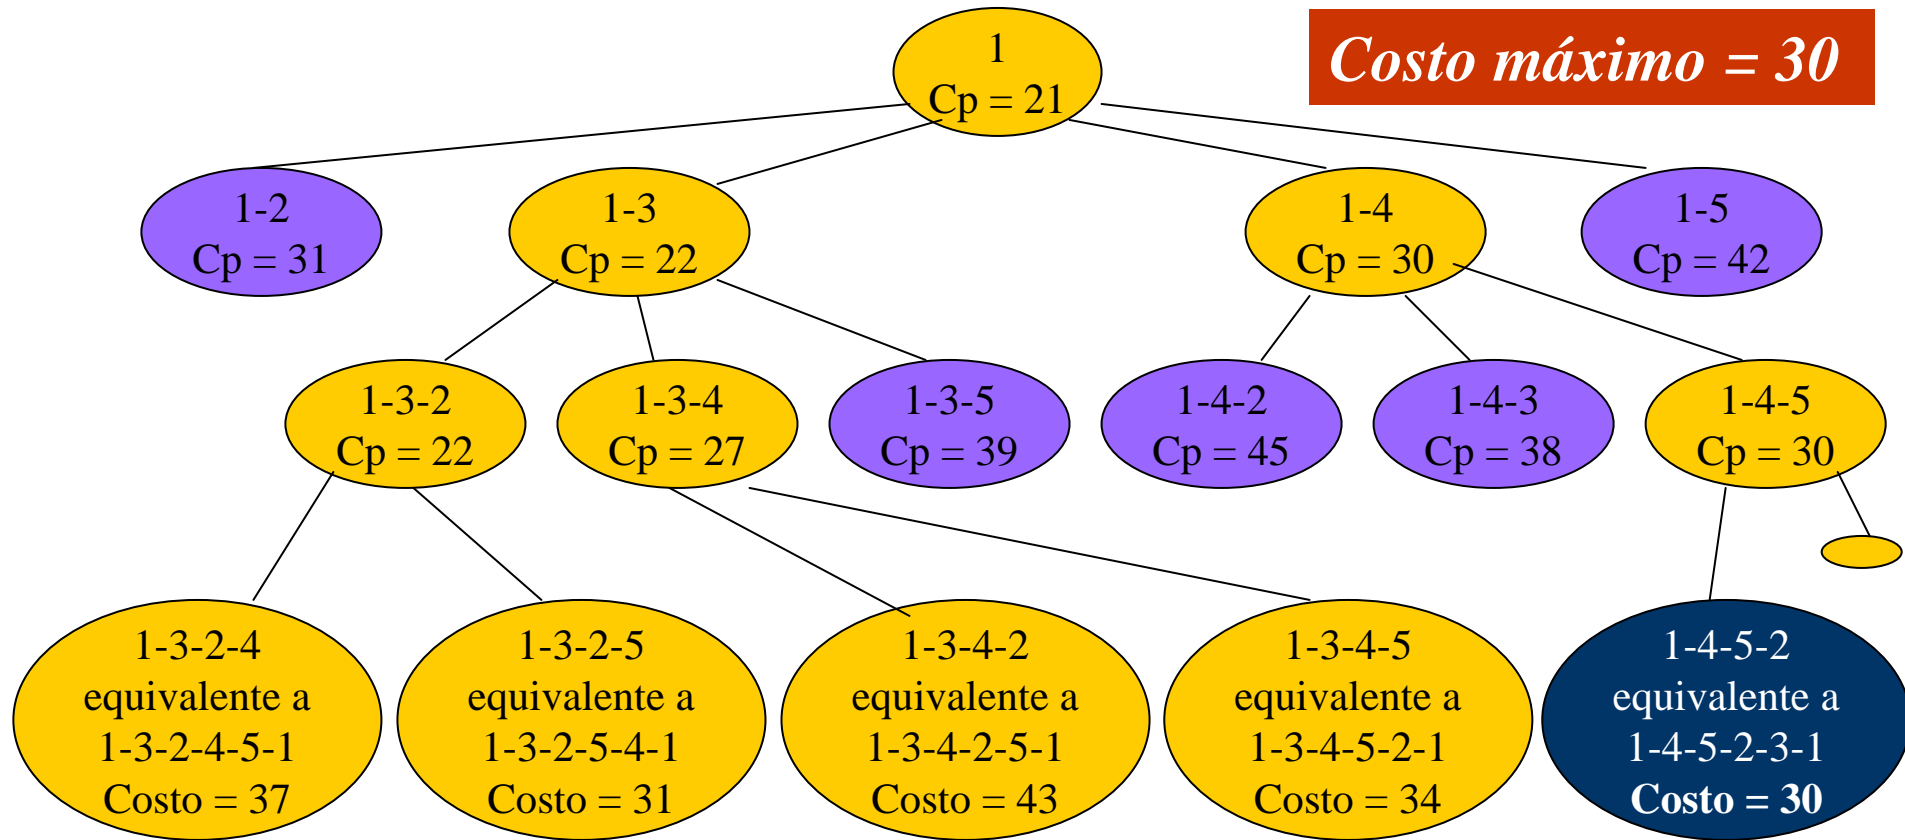 1
Cp = 21
Costo máximo = 30
1-2
Cp = 31
1-3
Cp = 22
1-4
Cp = 30
1-5
Cp = 42
1-3-2
Cp = 22
1-3-4
Cp = 27
1-3-5
Cp = 39
1-4-2
Cp = 45
1-4-3
Cp = 38
1-4-5
Cp = 30
1-3-2-4
equivalente a
1-3-2-4-5-1
Costo = 37
1-3-2-5
equivalente a
1-3-2-5-4-1
Costo = 31
1-3-4-2
equivalente a
1-3-4-2-5-1
Costo = 43
1-3-4-5
equivalente a
1-3-4-5-2-1
Costo = 34
1-4-5-2
equivalente a
1-4-5-2-3-1
Costo = 30